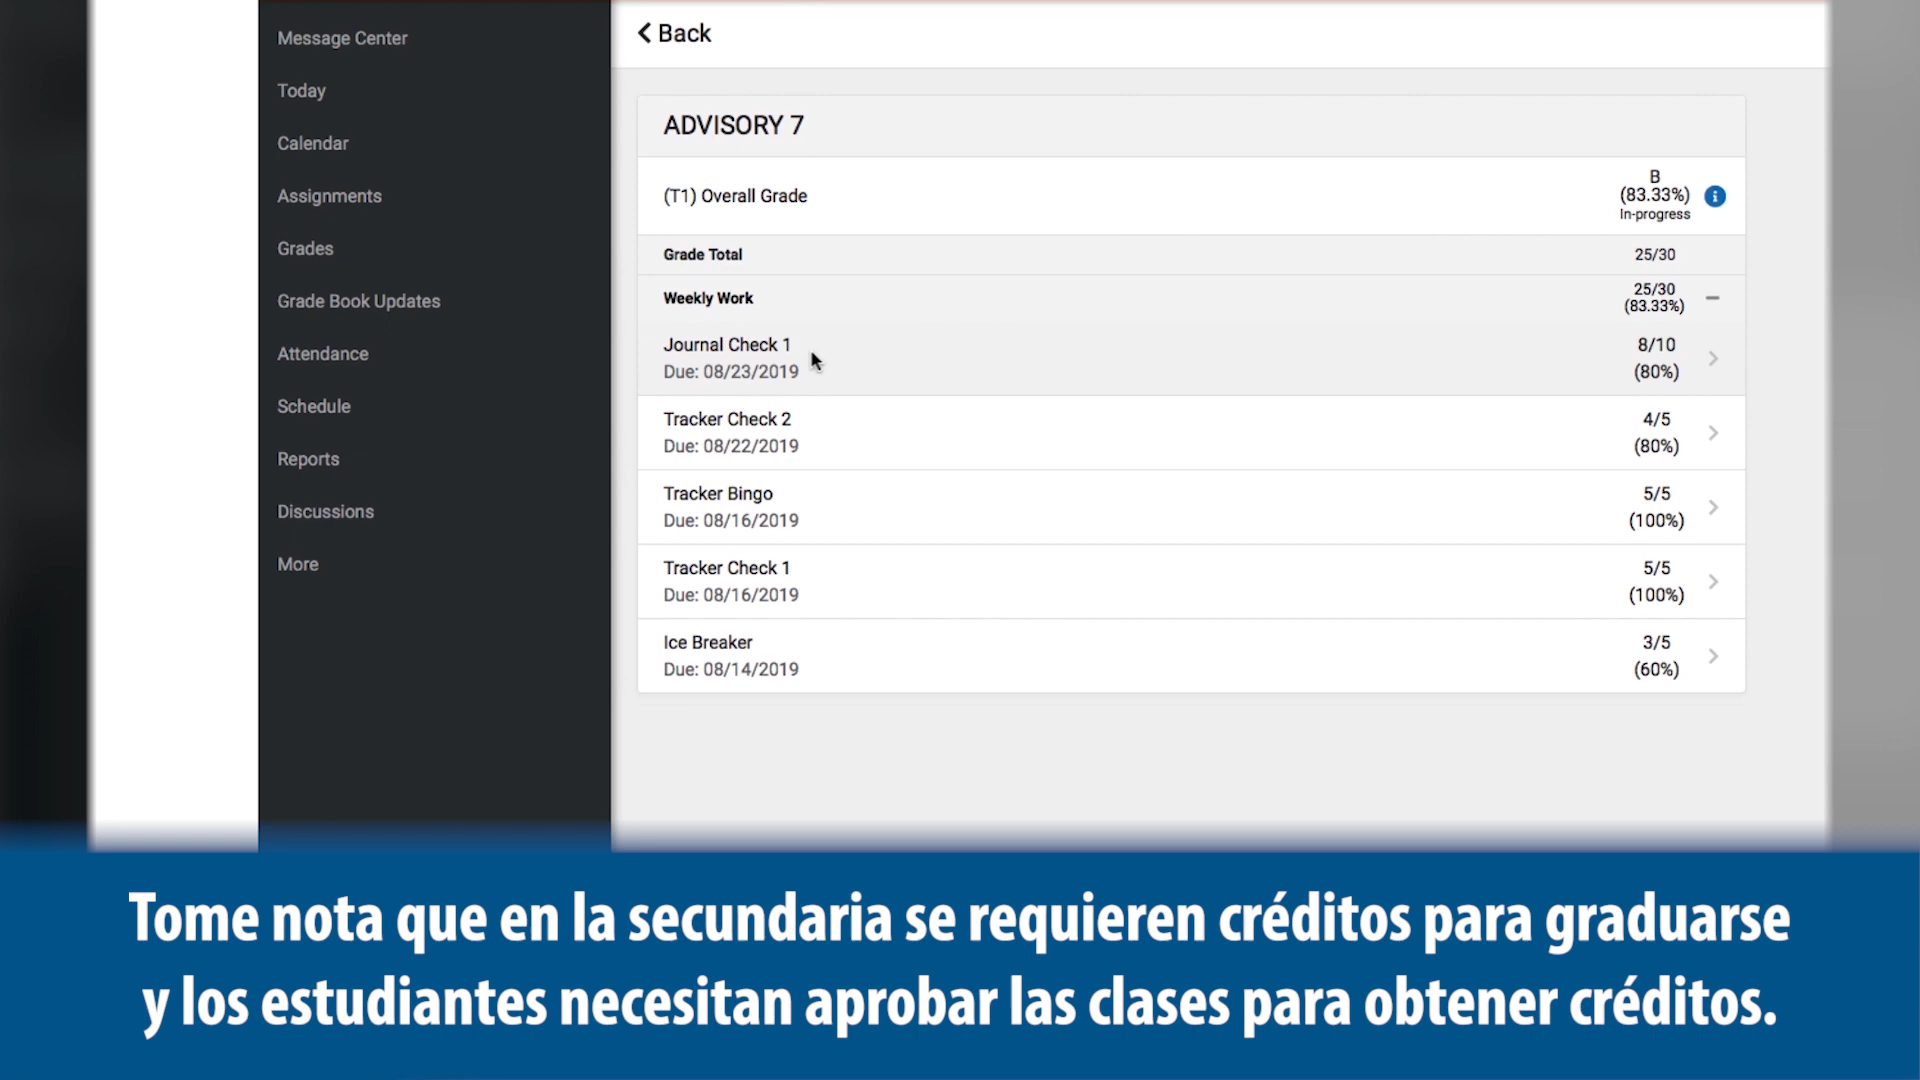 Message Center
Today
Calendar
Assignments
Grades
Grade Book Updates
Attendance
Schedule
Reports
Discussions
More
Back
ADVISORY 7
(T1) Overall Grade
B
(83.33%)
In-progress
Grade Total
25/30
Weekly Work
25/30
(83.33%)
Journal Check 1
Due: 08/23/2019
8/10
(80%)
Tracker Check 2
Due: 08/22/2019
4/5
(80%)
Tracker Bingo
Due: 08/16/2019
5/5
(100%)
Tracker Check 1
Due: 08/16/2019
5/5
(100%)
Ice Breaker
Due: 08/14/2019
3/5
(60%)
Tome nota que en la secundaria se requieren créditos para graduarse
y los estudiantes necesitan aprobar las clases para obtener créditos.